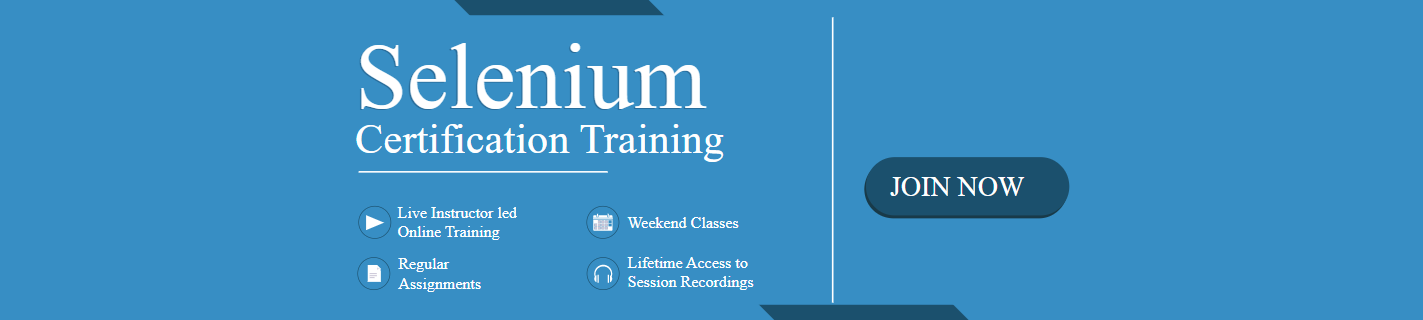 Selenium
Certification Training
Live Instructor led
Online Training
Weekend Classes
Regular
Assignments
Lifetime Access to
Session Recordings
JOIN NOW